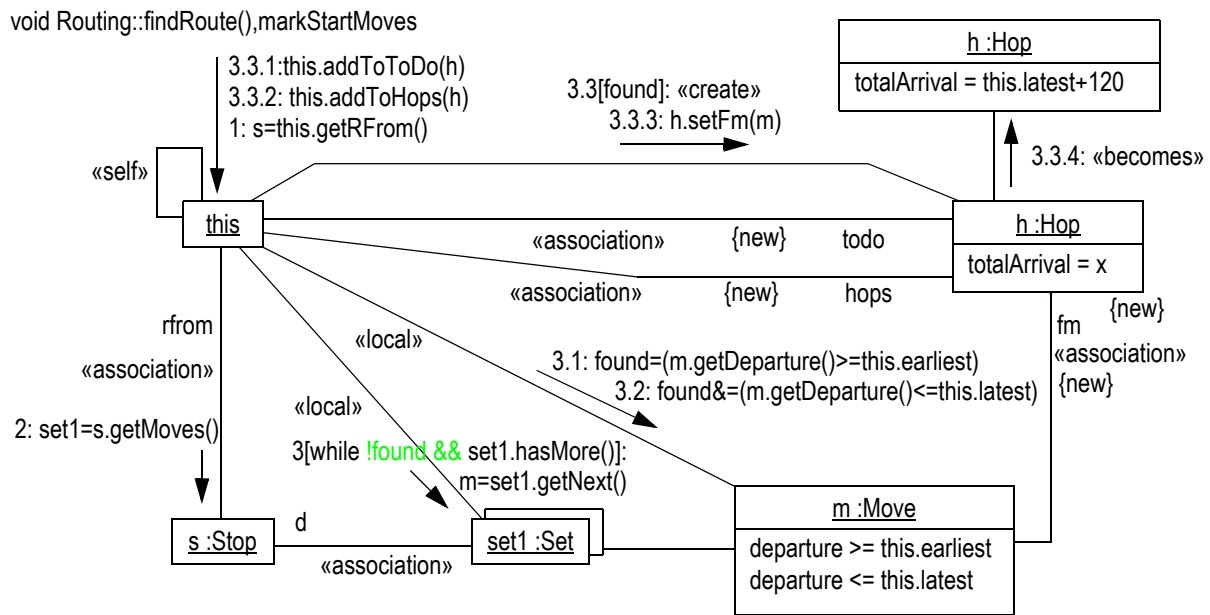 void Routing::findRoute(),markStartMoves
3.3.1:this.addToToDo(h)
3.3.2: this.addToHops(h)
1: s=this.getRFrom()
3.3[found]: «create»
3.3.3: h.setFm(m)
h :Hop
totalArrival = this.latest+120
3.3.4: «becomes»
«self»
this
«association» {new} todo
«association» {new} hops
h :Hop
totalArrival = x
{new}
fm
«association»
{new}
rfrom
«association»
«local»
3.1: found=(m.getDeparture()>=this.earliest)
3.2: found&=(m.getDeparture()<=this.latest)
«local»
2: set1=s.getMoves()
3[while !found && set1.hasMore()]:
m=set1.getNext()
s :Stop
d
«association»
set1 :Set
m :Move
departure >= this.earliest
departure <= this.latest